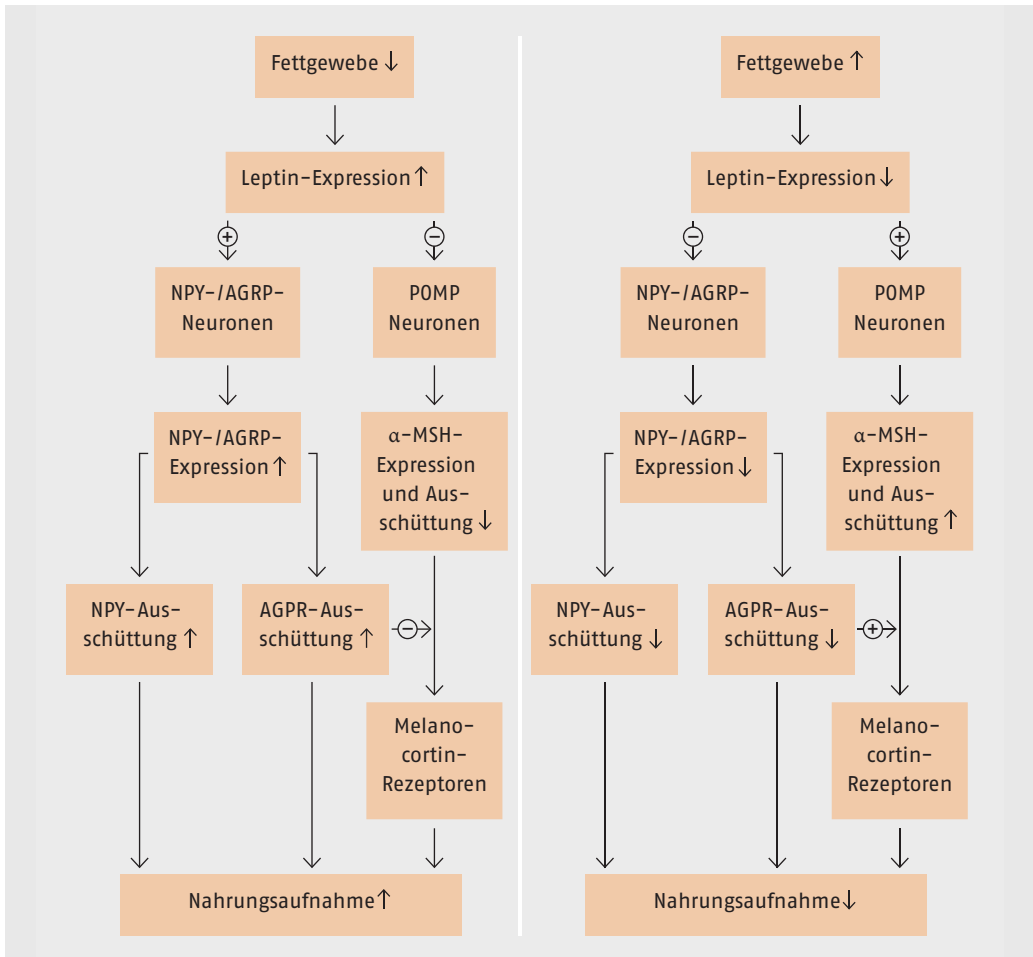 Fettgewebe ↓
Leptin-Expression ↑
+
−
NPY-/AGRP-
Neuronen
POMP
Neuronen
NPY-/AGRP-
Expression ↑
α-MSH-
Expression
und Aus-
schüttung ↓
NPY-Aus-
schüttung ↑
AGPR-Aus-
schüttung ↑
−
Melano-
cortin-
Rezeptoren
Nahrungsaufnahme ↑
Fettgewebe ↑
Leptin-Expression ↓
−
+
NPY-/AGRP-
Neuronen
POMP
Neuronen
NPY-/AGRP-
Expression ↓
α-MSH-
Expression
und Aus-
schüttung ↑
NPY-Aus-
schüttung ↓
AGPR-Aus-
schüttung ↓
+
Melano-
cortin-
Rezeptoren
Nahrungsaufnahme ↓